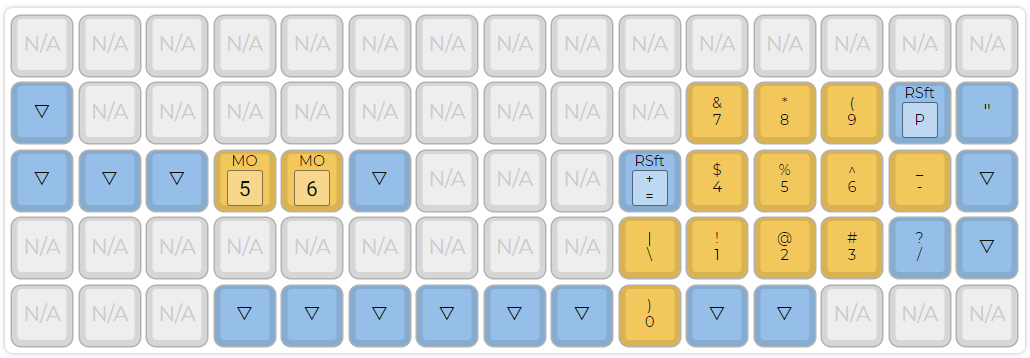 N/A N/A N/A N/A N/A N/A N/A N/A N/A N/A N/A N/A N/A N/A N/A
▽ N/A N/A N/A N/A N/A N/A N/A N/A N/A & 7 * 8 ( 9 RSft P "
▽ ▽ ▽ MO 5 MO 6 ▽ N/A N/A N/A RSft + = $ 4 % 5 ^ 6 _ - ▽
N/A N/A N/A N/A N/A N/A N/A N/A N/A | \ ! 1 @ 2 # 3 ? / ▽
N/A N/A N/A ▽ ▽ ▽ ▽ ▽ ▽ ) 0 ▽ ▽ N/A N/A N/A